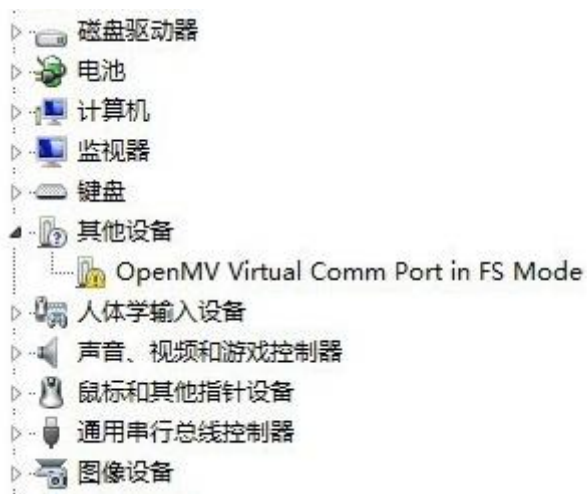 磁盘驱动器
电池
计算机
监视器
键盘
其他设备
OpenMV Virtual Comm Port in FS Mode
人体学输入设备
声音、视频和游戏控制器
鼠标和其他指针设备
通用串行总线控制器
图像设备